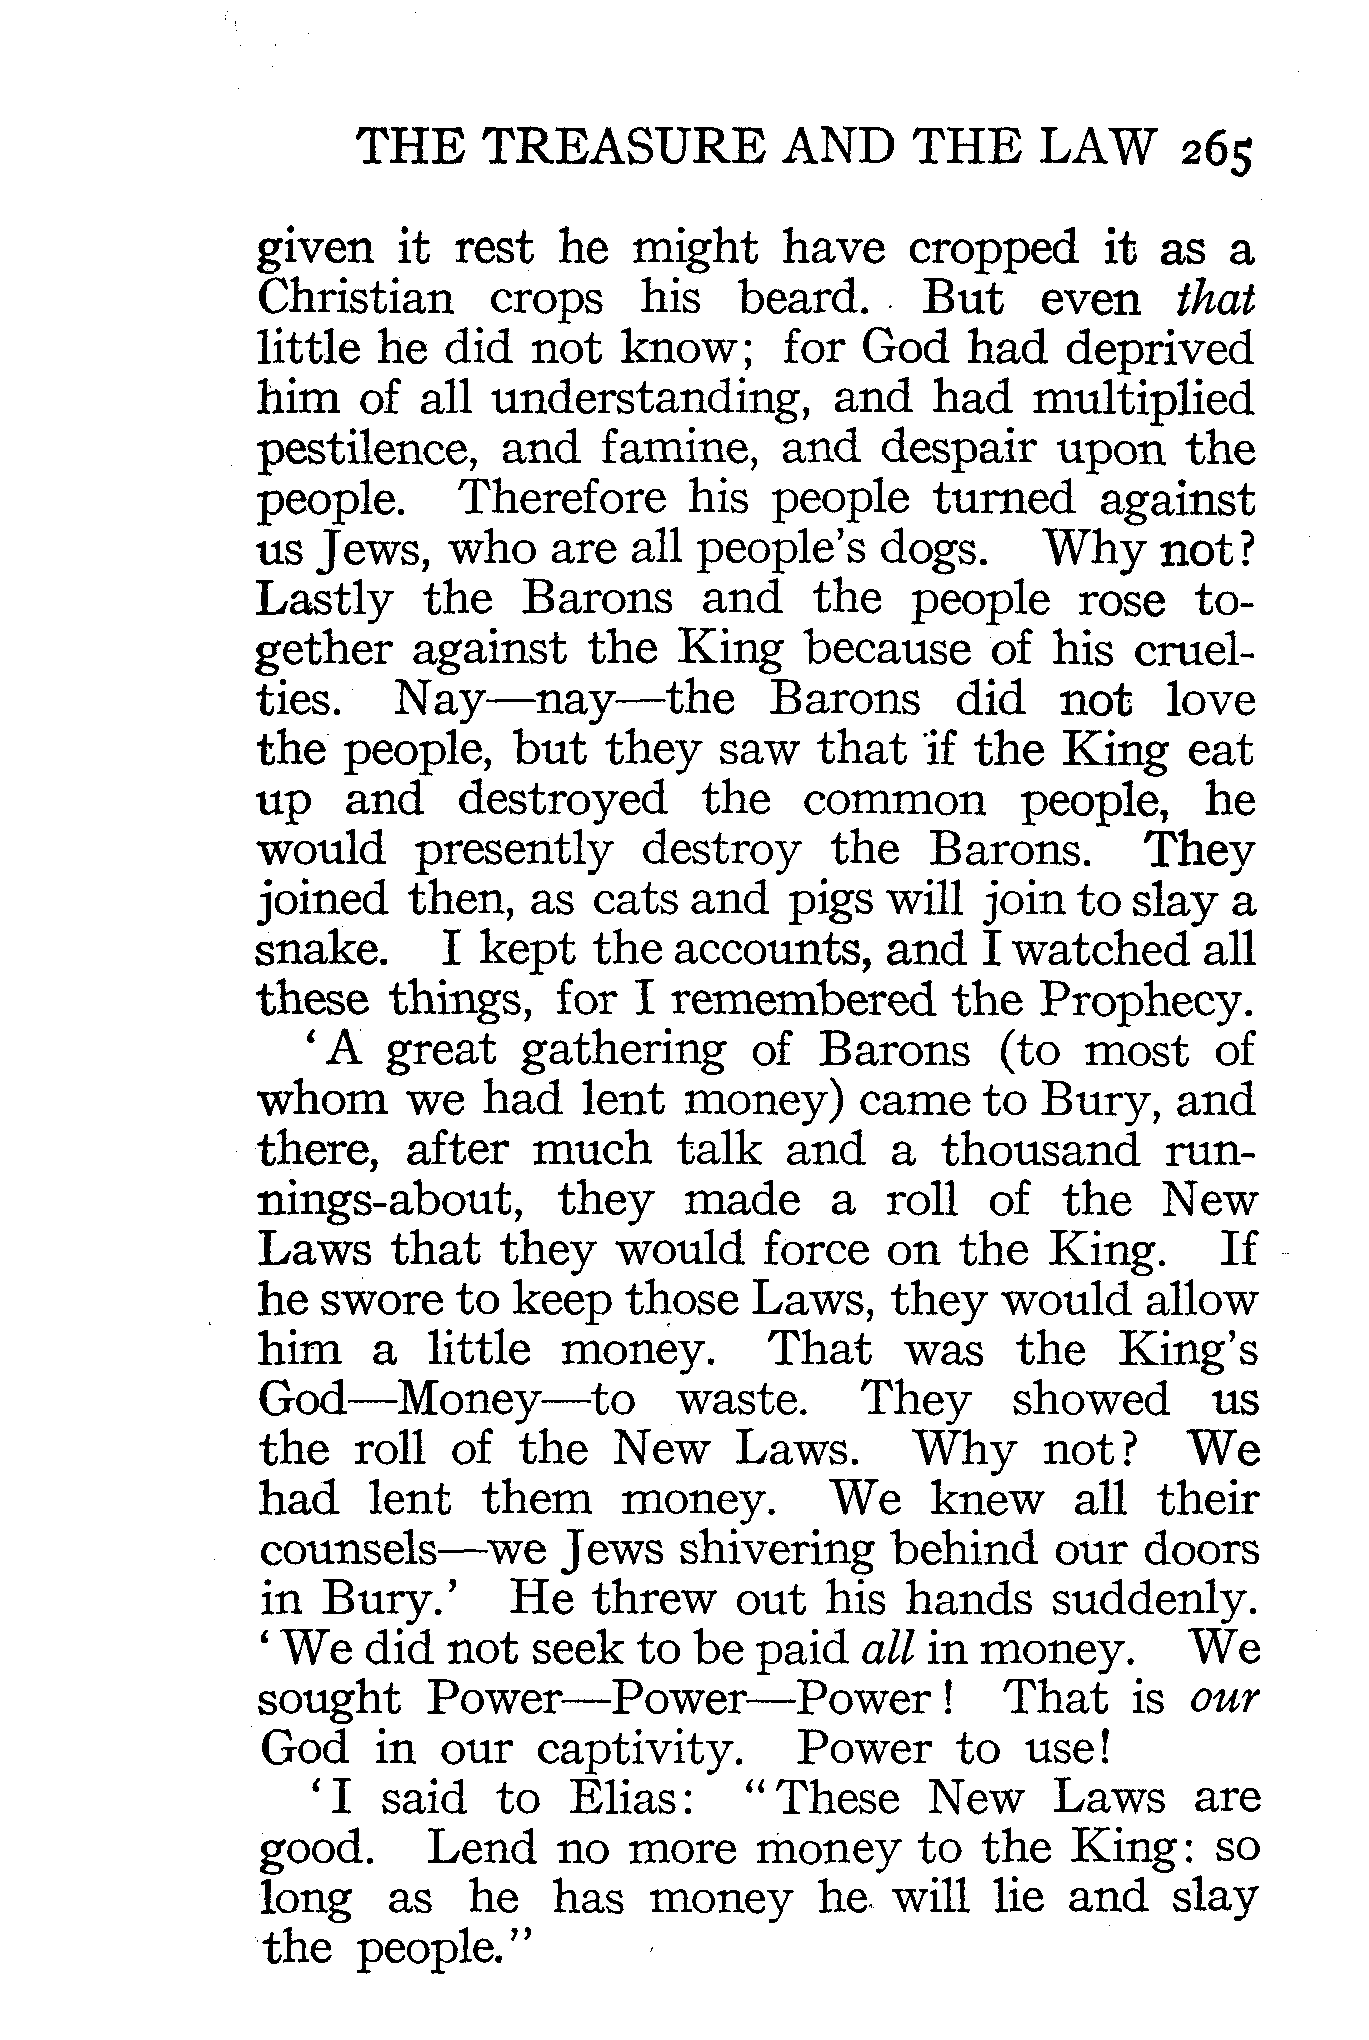 THE TREASURE AND THE LAW 265
given it rest he might have cropped it as a
Christian crops his beard. But even that
little he did not know; for God had deprived
him of all understanding, and had multiplied
pestilence, and famine, and despair upon the
people. Therefore his people turned against
us Jews, who are all people's dogs. Why not?
Lastly the Barons and the people rose to-
gether against the King because of his cruel-
ties. Nay—nay—the Barons did not love
the people, but they saw that if the King eat
up and destroyed the common people, he
would presently destroy the Barons. They
joined then, as cats and pigs will join to slay a
snake. I kept the accounts, and I watched all
these things, for I remembered the Prophecy.
'A great gathering of Barons (to most of
whom we had lent money) came to Bury, and
there, after much talk and a thousand run-
nings-about, they made a roll of the New
Laws that they would force on the King. If
he swore to keep those Laws, they would allow
him a little money. That was the King's
God—Money—to waste. They showed us
the roll of the New Laws. Why not? We
had lent them money. We knew all their
counsels—we Jews shivering behind our doors
in Bury.' He threw out his hands suddenly.
'We did not seek to be paid all in money. We
sought Power—Power—Power! That is our
God in our captivity. Power to use!
'I said to Elias: "These New Laws are
good. Lend no more money to the King: so
long as he has money he will lie and slay
the people."